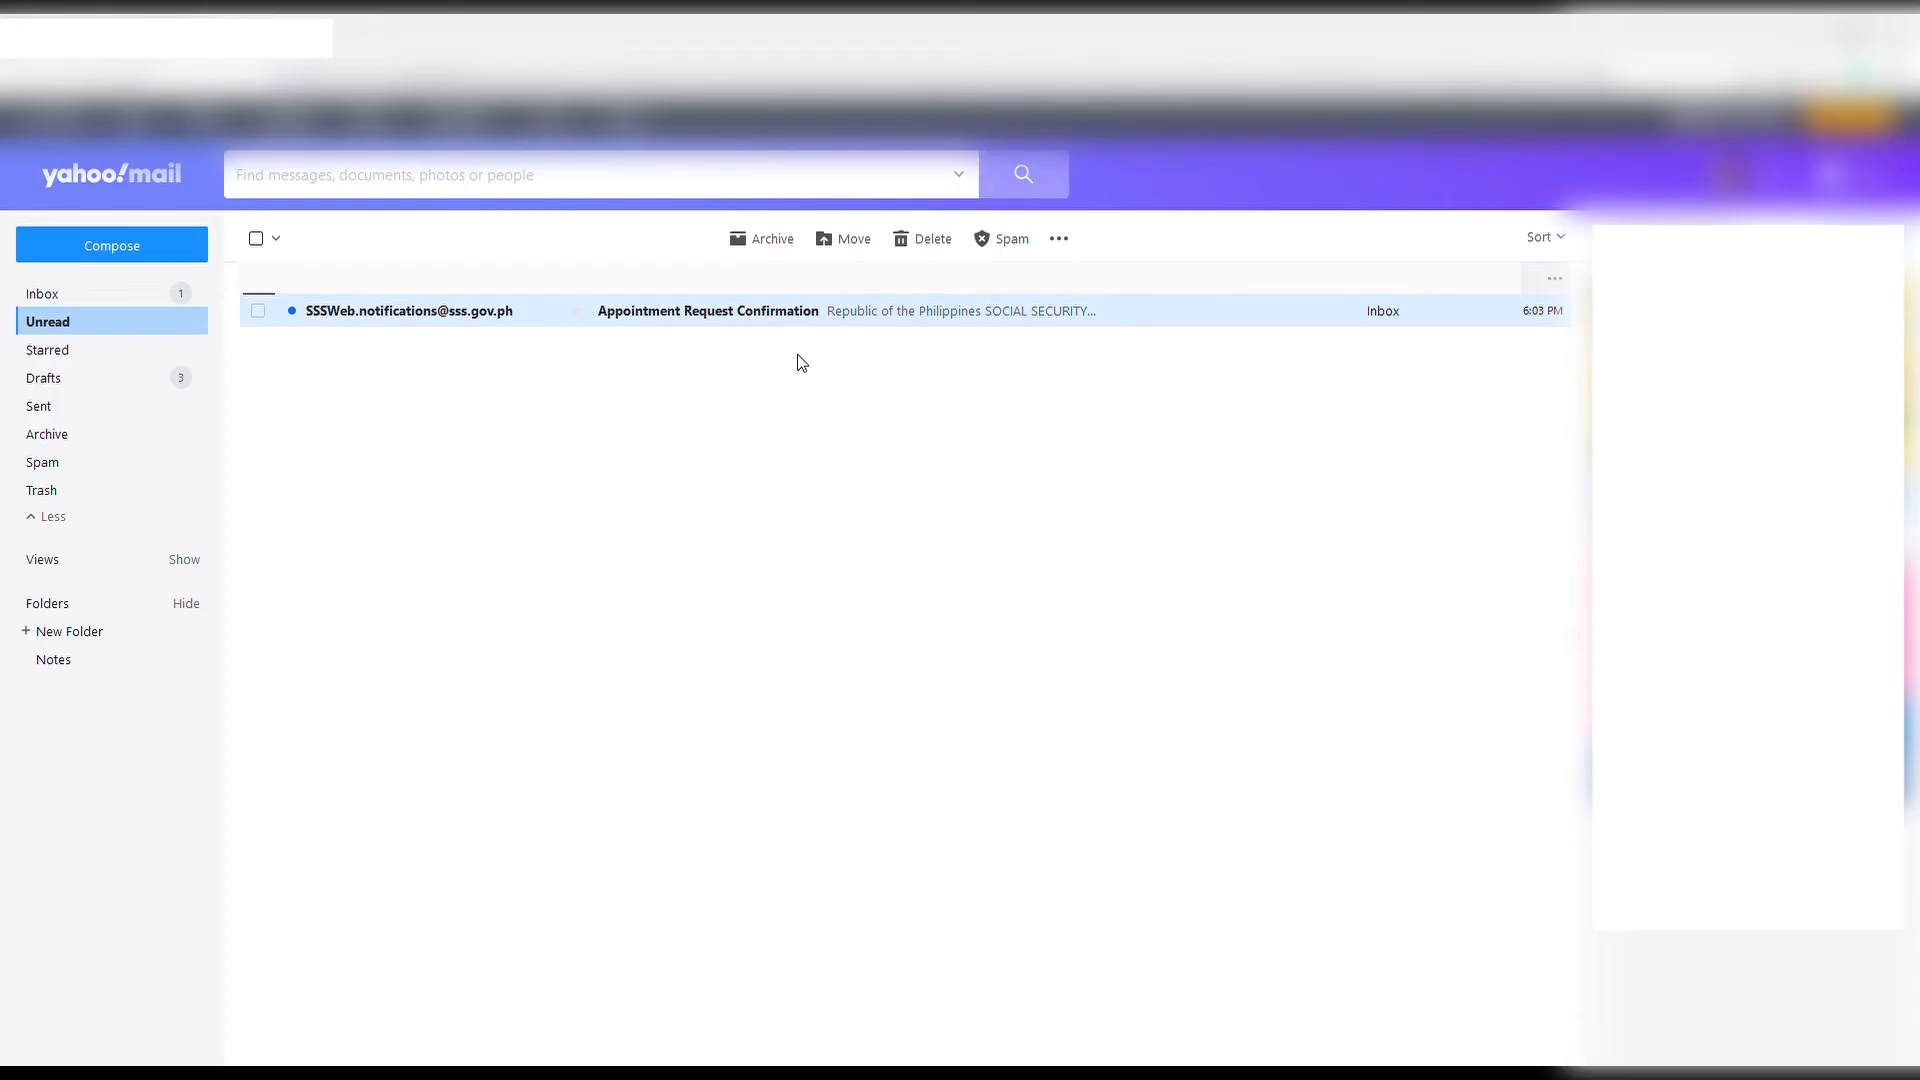 yahoo!mail
Find messages, documents, photos or people
Compose
Archive
Move
Delete
Spam
Sort
Inbox 1
SSSWeb.notifications@sss.gov.ph Appointment Request Confirmation Republic of the Philippines SOCIAL SECURITY... Inbox 6:03 PM
Unread
Starred
Drafts 3
Sent
Archive
Spam
Trash
Less
Views Show
Folders Hide
+ New Folder
Notes